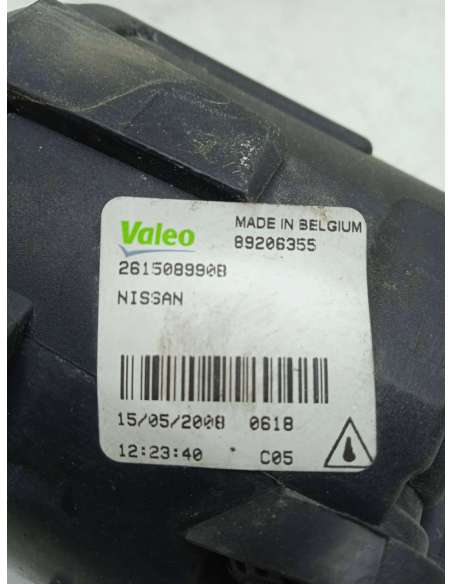 Valeo
MADE IN BELGIUM
89206355
261508990B
NISSAN
15/05/2008 0618
12:23:40 C05